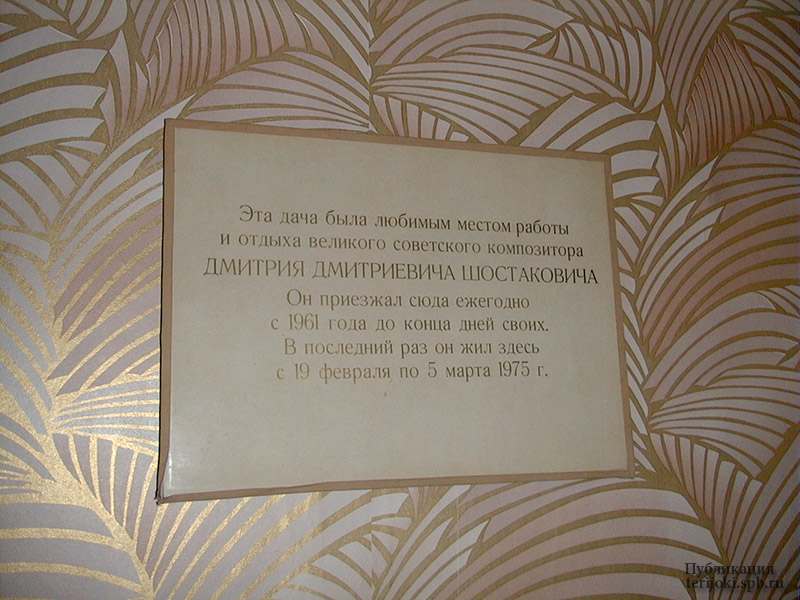 Эта дача была любимым местом работы
и отдыха великого советского композитора
ДМИТРИЯ ДМИТРИЕВИЧА ШОСТАКОВИЧА
Он приезжал сюда ежегодно
с 1961 года до конца дней своих.
В последний раз он жил здесь
с 19 февраля по 5 марта 1975 г.
Публикация
terijoki.spb.ru